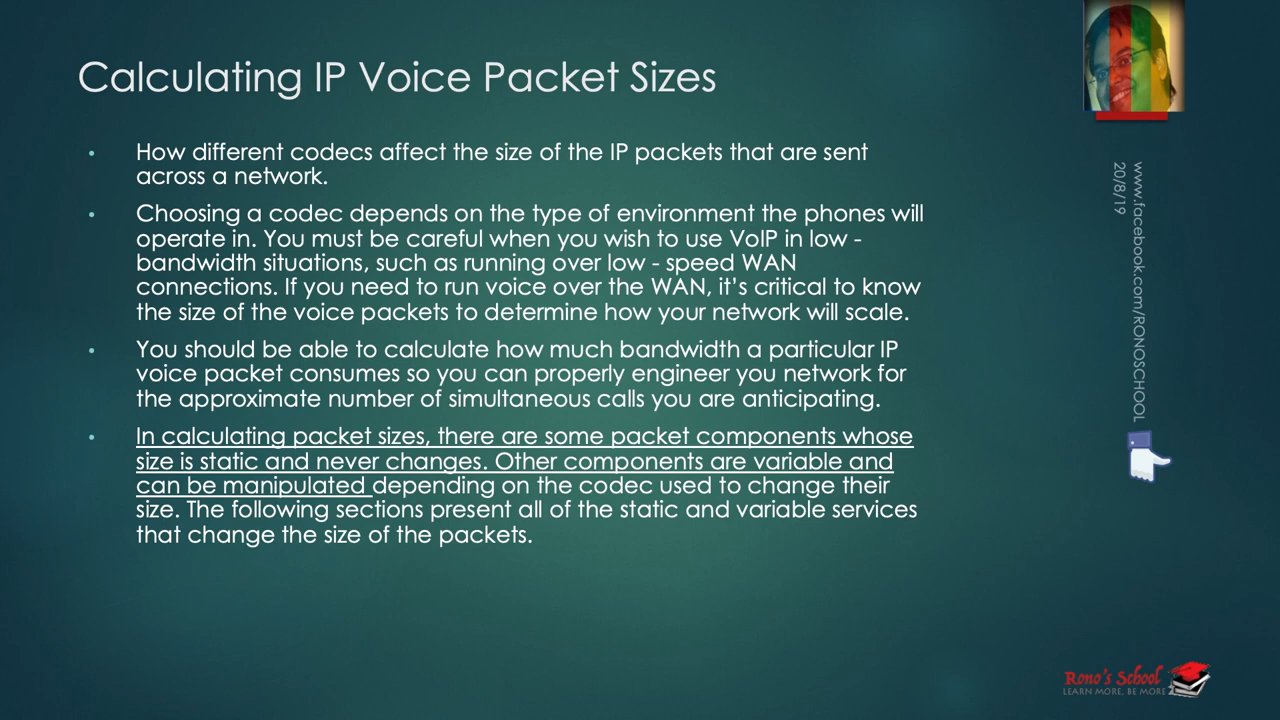 Calculating IP Voice Packet Sizes
• How different codecs affect the size of the IP packets that are sent
across a network.
• Choosing a codec depends on the type of environment the phones will
operate in. You must be careful when you wish to use VoIP in low -
bandwidth situations, such as running over low - speed WAN
connections. If you need to run voice over the WAN, it’s critical to know
the size of the voice packets to determine how your network will scale.
• You should be able to calculate how much bandwidth a particular IP
voice packet consumes so you can properly engineer you network for
the approximate number of simultaneous calls you are anticipating.
• In calculating packet sizes, there are some packet components whose
size is static and never changes. Other components are variable and
can be manipulated depending on the codec used to change their
size. The following sections present all of the static and variable services
that change the size of the packets.
www.facebook.com/RONOSCHOOL
20/8/19
Rono's School
LEARN MORE, BE MORE